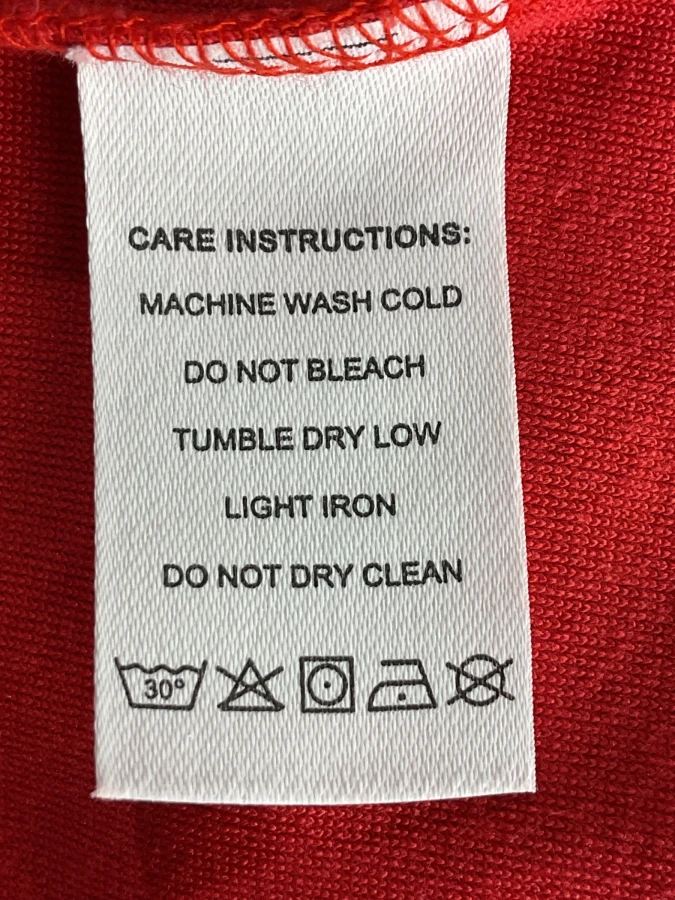 CARE INSTRUCTIONS:
MACHINE WASH COLD
DO NOT BLEACH
TUMBLE DRY LOW
LIGHT IRON
DO NOT DRY CLEAN
30°